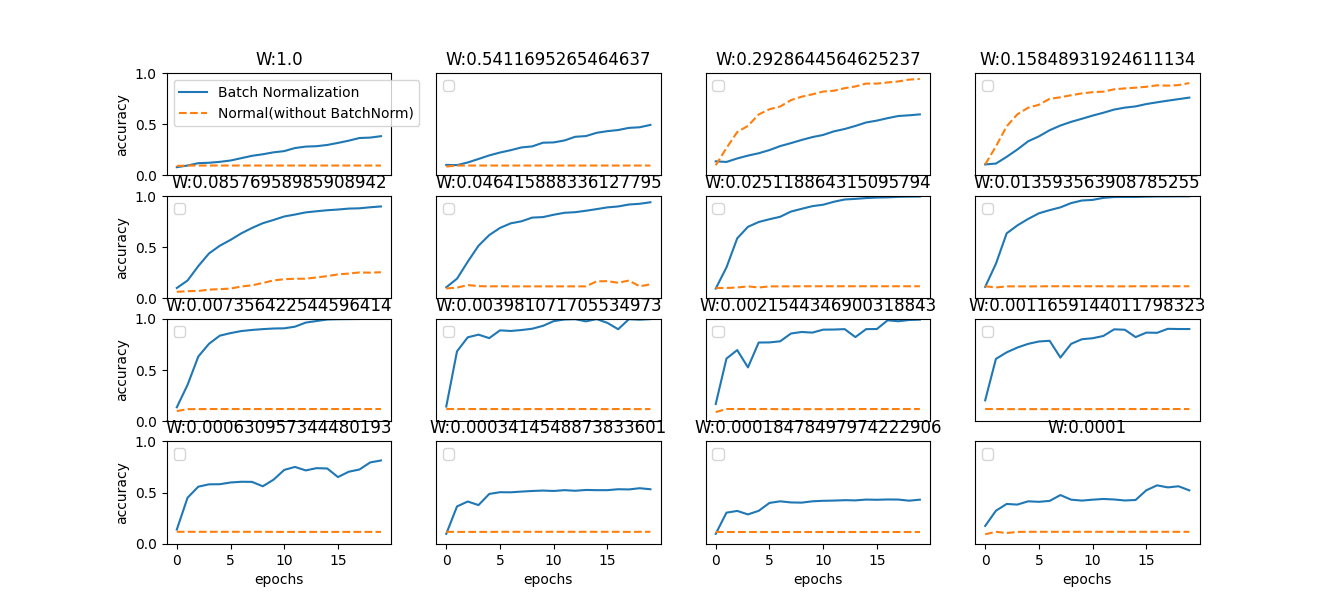 W:1.0 W:0.5411695265464637 W:0.2928644564625237 W:0.15848931924611134
1.0
Batch Normalization
Normal(without BatchNorm)
0.5
0.0
accuracy
W:0.08576958985908942 W:0.046415888336127795 W:0.025118864315095794 W:0.013593563908785255
1.0
0.5
0.0
accuracy
W:0.007356422544596414 W:0.003981071705534973 W:0.0021544346900318843 W:0.0011659144011798323
1.0
0.5
0.0
accuracy
W:0.000630957344480193 W:0.0003414548873833601 W:0.00018478497974222906 W:0.0001
1.0
0.5
0.0
accuracy
0 5 10 15 0 5 10 15 0 5 10 15 0 5 10 15
epochs epochs epochs epochs